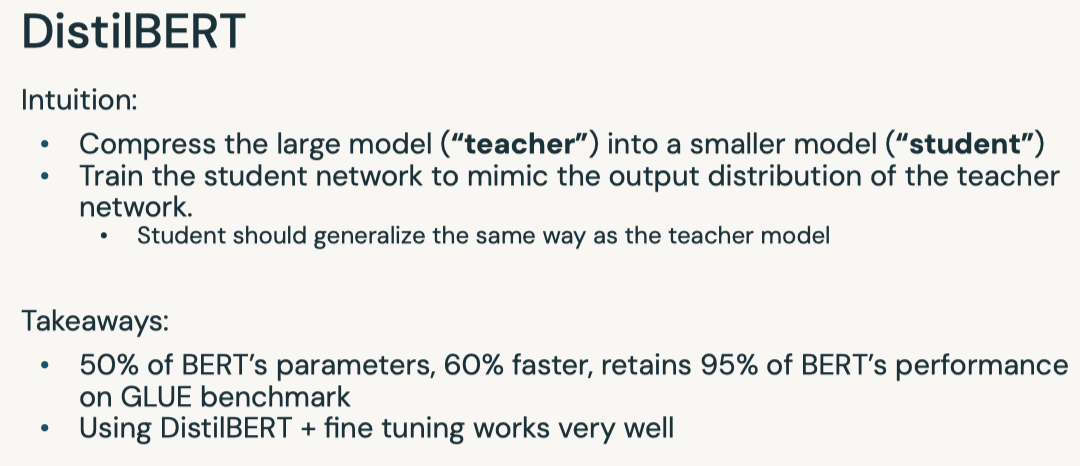 DistilBERT
Intuition:
• Compress the large model (“teacher”) into a smaller model (“student”)
• Train the student network to mimic the output distribution of the teacher
network.
• Student should generalize the same way as the teacher model
Takeaways:
• 50% of BERT’s parameters, 60% faster, retains 95% of BERT’s performance
on GLUE benchmark
• Using DistilBERT + fine tuning works very well